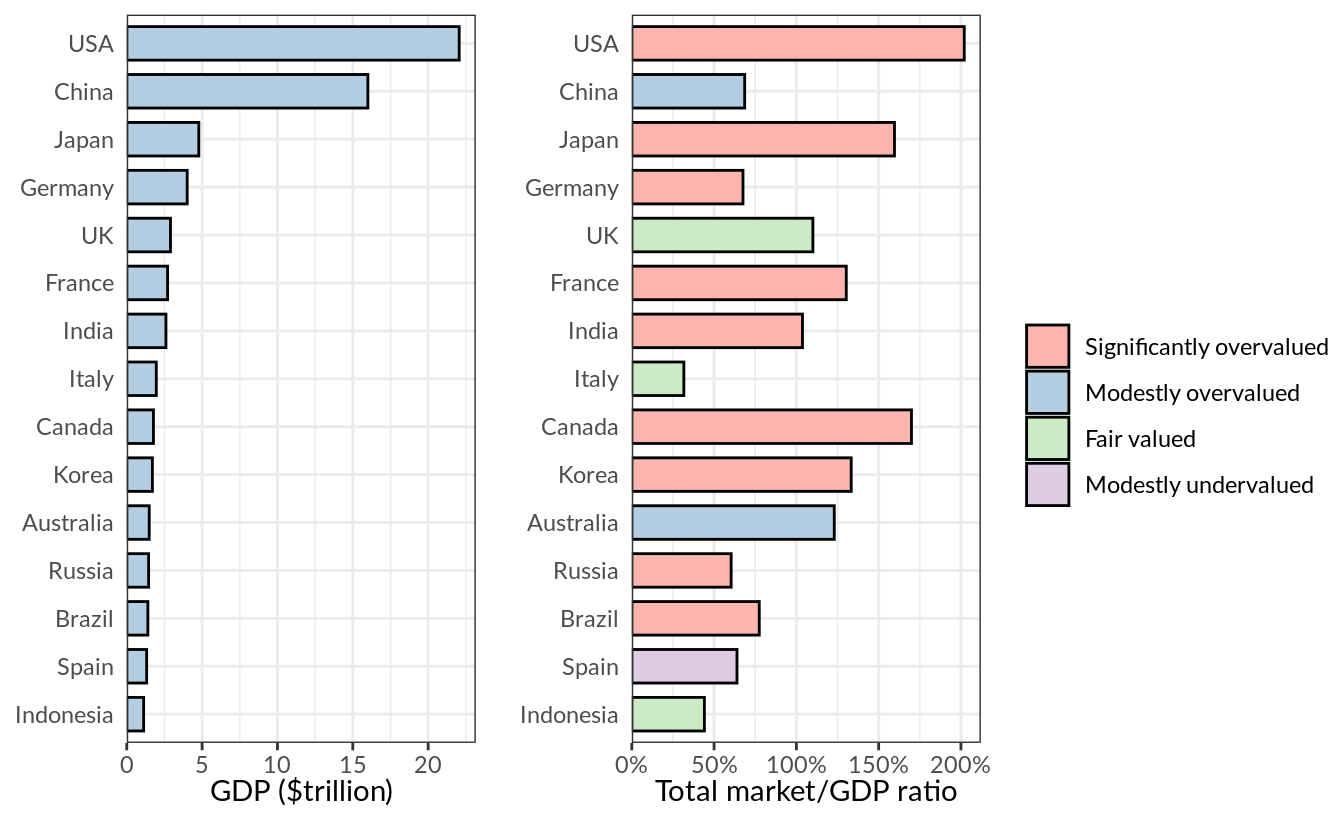 USA
China
Japan
Germany
UK
France
India
Italy
Canada
Korea
Australia
Russia
Brazil
Spain
Indonesia
0 5 10 15 20
GDP ($trillion)
USA
China
Japan
Germany
UK
France
India
Italy
Canada
Korea
Australia
Russia
Brazil
Spain
Indonesia
0% 50% 100% 150% 200%
Total market/GDP ratio
Significantly overvalued
Modestly overvalued
Fair valued
Modestly undervalued